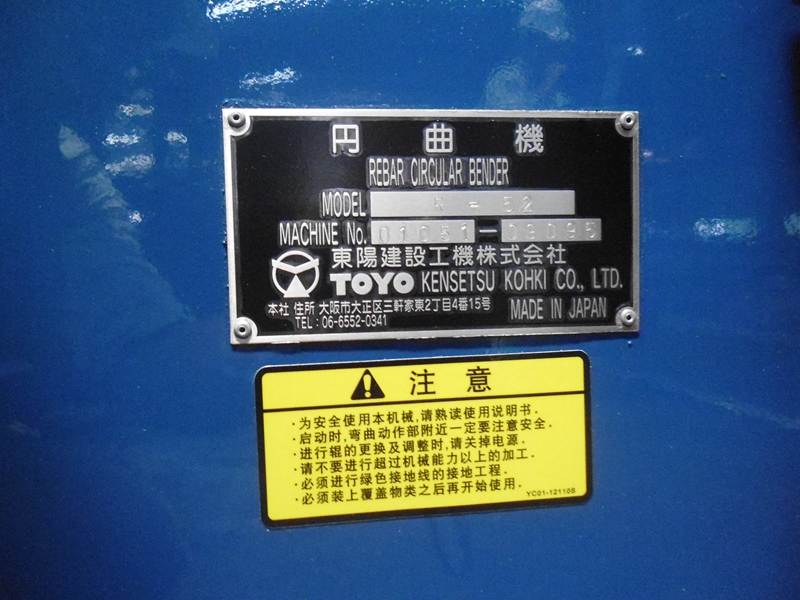 円曲機
REBAR CIRCULAR BENDER
MODEL R-52
MACHINE No. 01051-03095
東陽建設工機株式会社
TOYO KENSETSU KOHKI CO., LTD.
本社 住所 大阪市大正区三軒家東2丁目4番15号
TEL：06-6552-0341
MADE IN JAPAN
注意
·为安全使用本机械,请熟读使用说明书.
·启动时,弯曲动作部附近一定要注意安全.
·进行辊的更换及调整时,请关掉电源.
·请不要进行超过机械能力以上的加工.
·必须进行绿色接地线的接地工程.
·必须装上覆盖物类之后再开始使用.
YC01-12110S